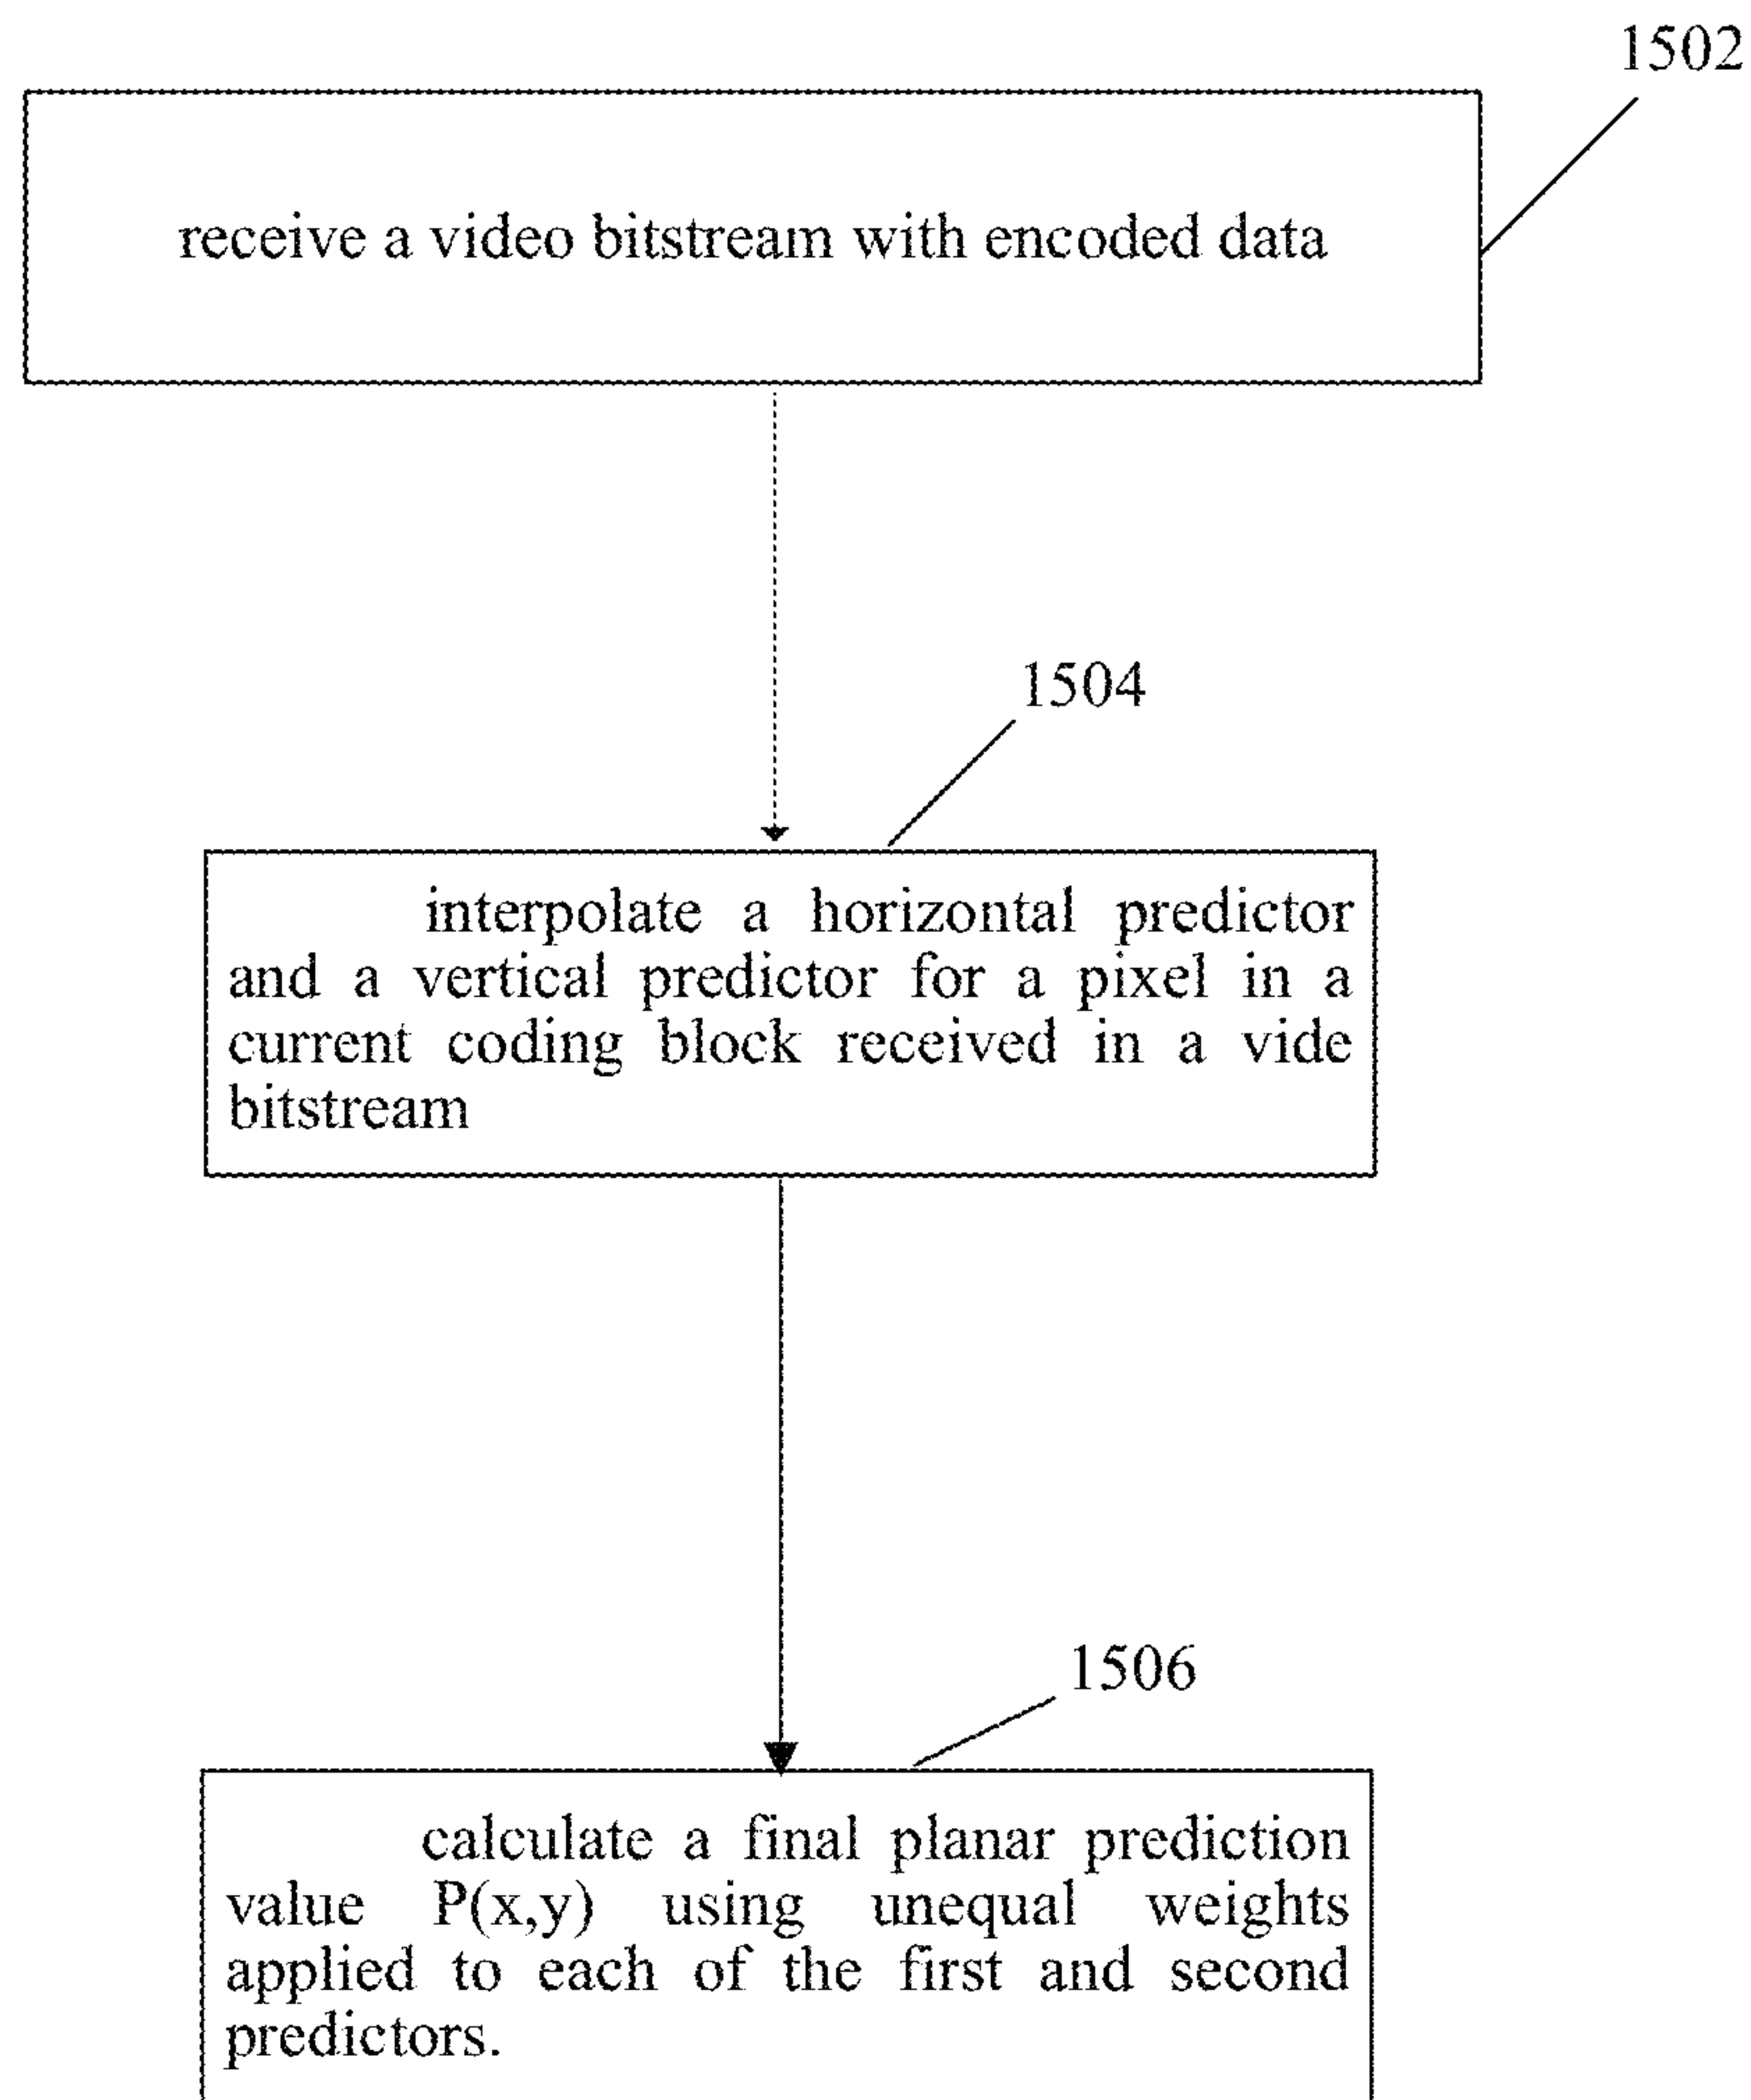 1502
receive a video bitstream with encoded data
1504
interpolate a horizontal predictor
and a vertical predictor for a pixel in a
current coding block received in a vide
bitstream
1506
calculate a final planar prediction
value P(x,y) using unequal weights
applied to each of the first and second
predictors.